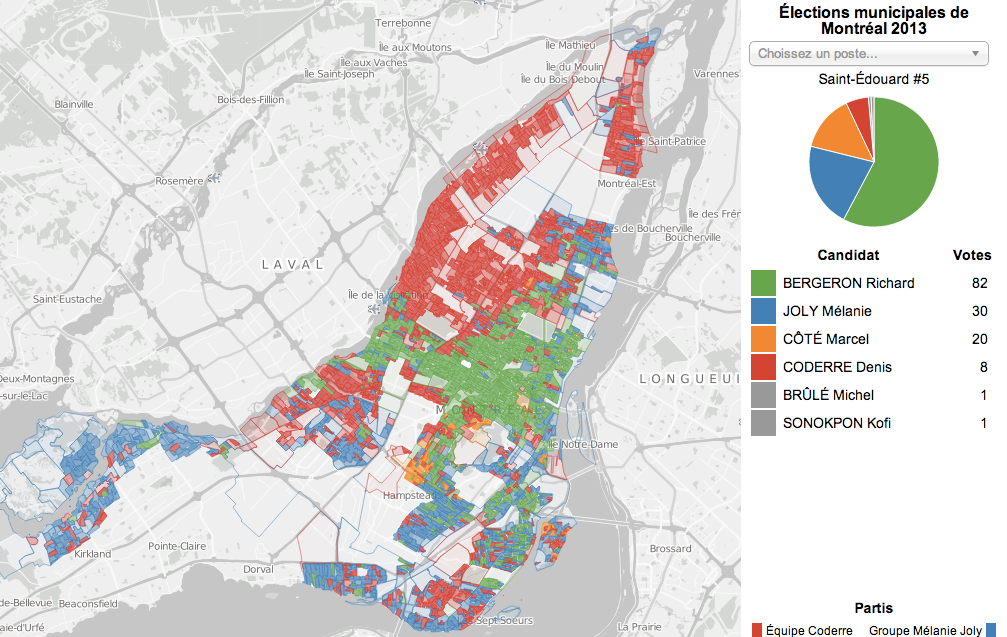 Élections municipales de
Montréal 2013
Choissez un poste...
Saint-Édouard #5
Candidat Votes
BERGERON Richard 82
JOLY Mélanie 30
CÔTÉ Marcel 20
CODERRE Denis 8
BRÛLÉ Michel 1
SONOKPON Kofi 1
Partis
Équipe Coderre Groupe Mélanie Joly
Terrebonne
Île aux Moutons
Île Mathieu
Île aux Vaches
Île Saint-Joseph
Île du Moulin
Île du Bois Debout
Varennes
Blainville
Bois-des-Fillion
Saint-Patrice
Rosemère
Montréal-Est
Île des Frèr
es de Boucherville
Boucherville
LAVAL
Île de la Visitation
Saint-Eustache
Deux-Montagnes
-sur-le-Lac
LONGUEUI
M
Île Notre-Dame
Hampstead
Kirkland
Pointe-Claire
Brossard
Dorval
de-Bellevue
Beaconsfield
Sept Soeurs
aie-d'Urfé
La Prairie